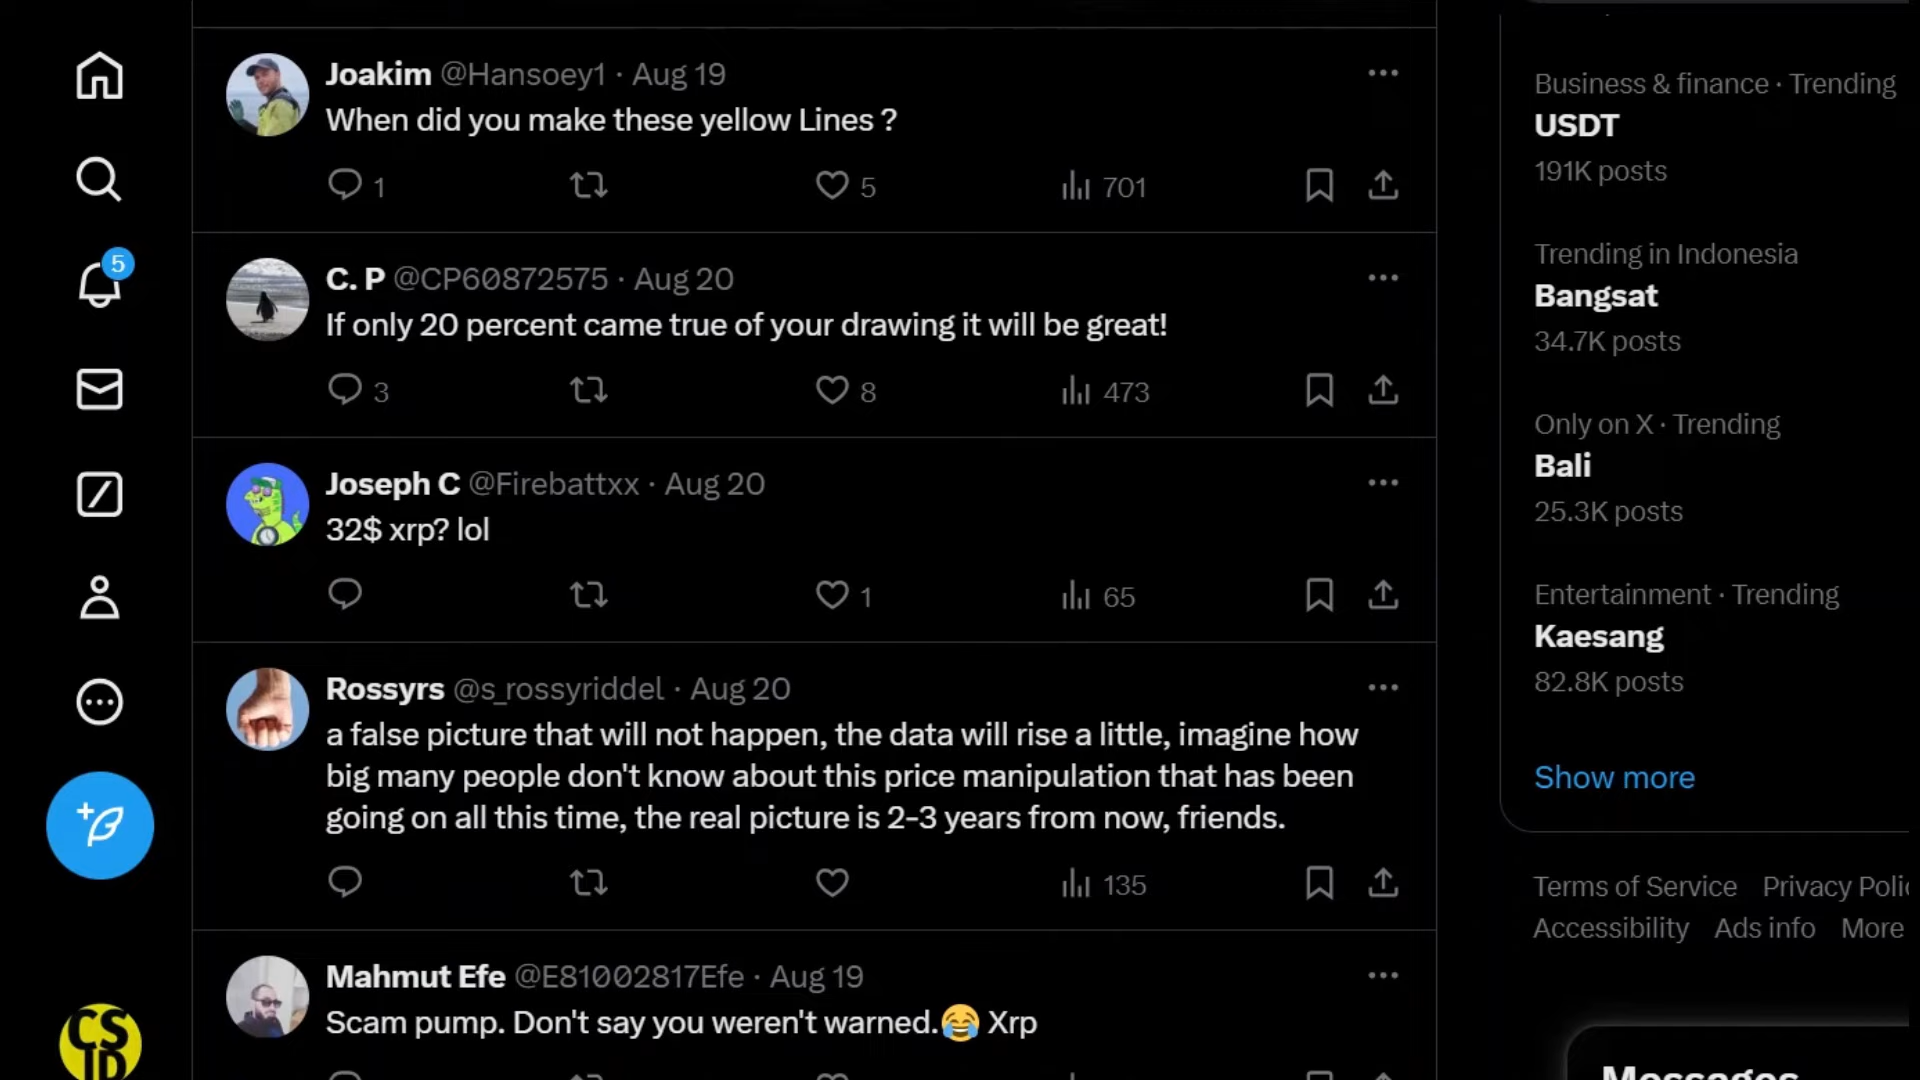 Joakim @Hansoey1 · Aug 19
When did you make these yellow Lines ?
1 5 701
C. P @CP60872575 · Aug 20
If only 20 percent came true of your drawing it will be great!
3 8 473
Joseph C @Firebattxx · Aug 20
32$ xrp? lol
1 65
Rossyrs @s_rossyriddel · Aug 20
a false picture that will not happen, the data will rise a little, imagine how
big many people don't know about this price manipulation that has been
going on all this time, the real picture is 2-3 years from now, friends.
135
Mahmut Efe @E81002817Efe · Aug 19
Scam pump. Don't say you weren't warned.😂 Xrp
5
CS
ID
Business & finance · Trending
USDT
191K posts
Trending in Indonesia
Bangsat
34.7K posts
Only on X · Trending
Bali
25.3K posts
Entertainment · Trending
Kaesang
82.8K posts
Show more
Terms of Service Privacy Polic
Accessibility Ads info More
Messages